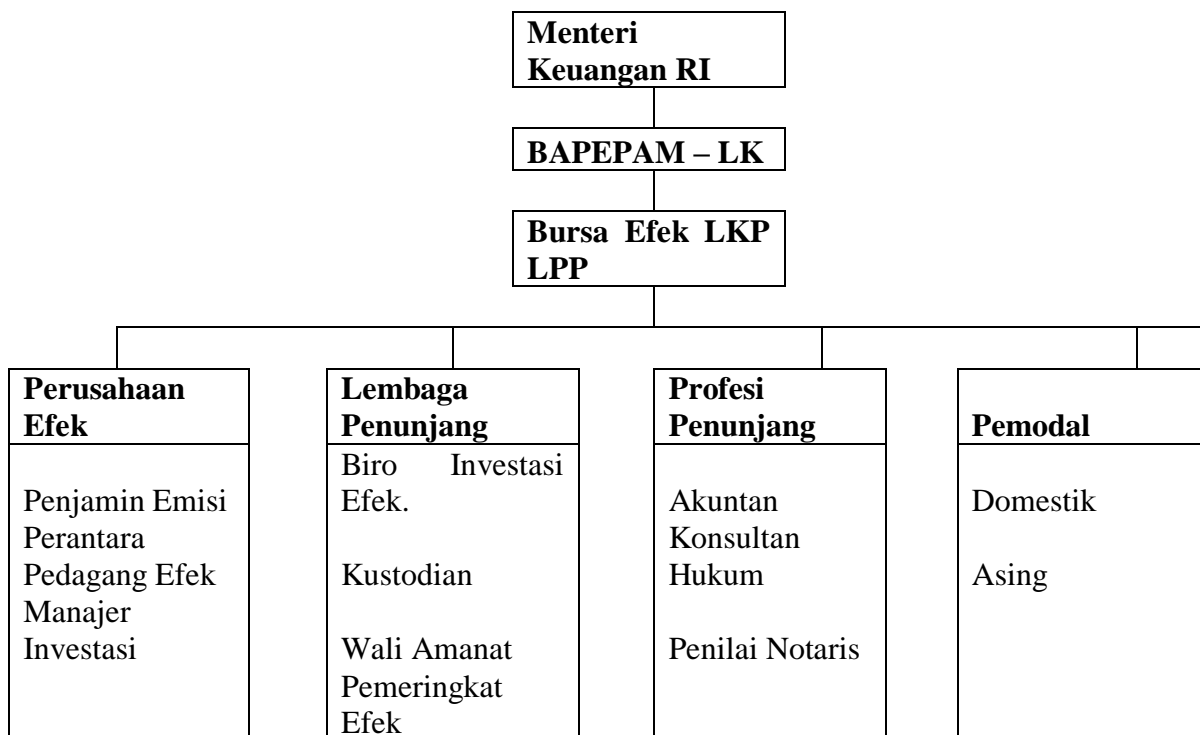 Menteri
Keuangan RI
BAPEPAM – LK
Bursa Efek LKP
LPP
Perusahaan
Efek
Penjamin Emisi
Perantara
Pedagang Efek
Manajer
Investasi
Lembaga
Penunjang
Biro Investasi
Efek.
Kustodian
Wali Amanat
Pemeringkat
Efek
Profesi
Penunjang
Akuntan
Konsultan
Hukum
Penilai Notaris
Pemodal
Domestik
Asing